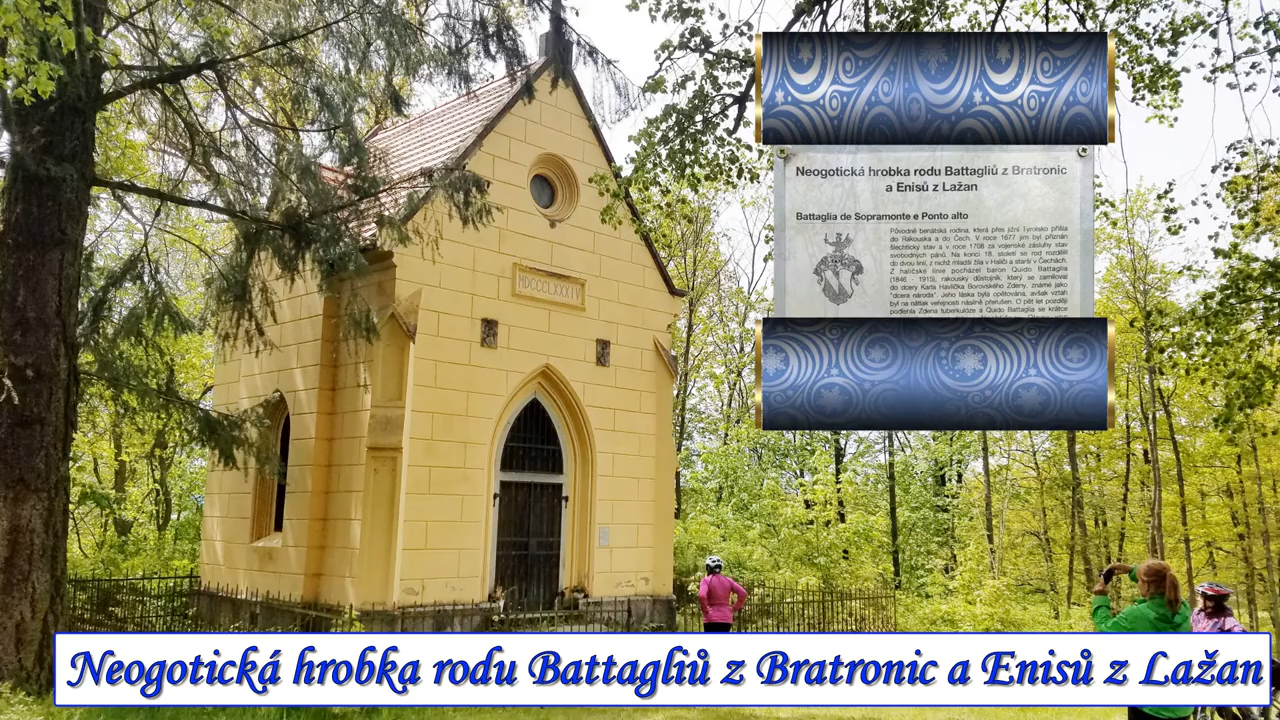 Neogotická hrobka rodu Battagliů z Bratronic
a Enisů z Lažan
Battaglia de Sopramonte e Ponto alto
Původně benátská rodina, která přes jižní Tyrolsko přišla
do Rakouska a do Čech. V roce 1677 jim byl přiznán
šlechtický stav a v roce 1708 za vojenské zásluhy stav
svobodných pánů. Na konci 18. století se rod rozdělil
do dvou linií, z nichž mladší žila v Haliči a starší v Čechách.
Z haličské linie pocházel baron Quido Battaglia
(1846 - 1915), rakouský důstojník, který se zamiloval
do dcery Karla Havlíčka Borovského Zdeny, známé jako
"dcera národa". Jeho láska byla opětována, avšak vztah
byl na nátlak veřejnosti násilně přerušen. O pět let později
podlehla Zdena tuberkulóze a Quido Battaglia se krátce
MDCCCLXXXIV
Neogotická hrobka rodu Battagliů z Bratronic a Enisů z Lažan